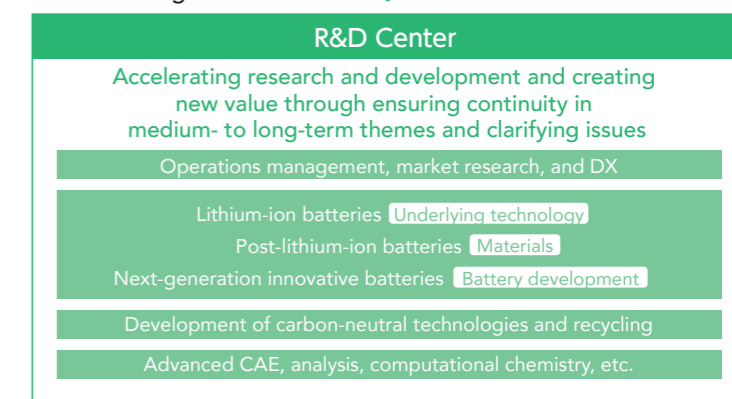 R&D Center
Accelerating research and development and creating
new value through ensuring continuity in
medium- to long-term themes and clarifying issues
Operations management, market research, and DX
Lithium-ion batteries Underlying technology
Post-lithium-ion batteries Materials
Next-generation innovative batteries Battery development
Development of carbon-neutral technologies and recycling
Advanced CAE, analysis, computational chemistry, etc.